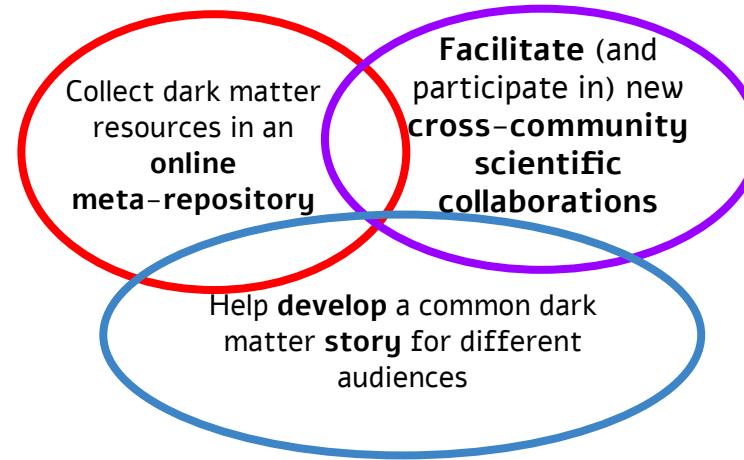 Collect dark matter
resources in an
online
meta-repository
Facilitate (and
participate in) new
cross-community
scientific
collaborations
Help develop a common dark
matter story for different
audiences